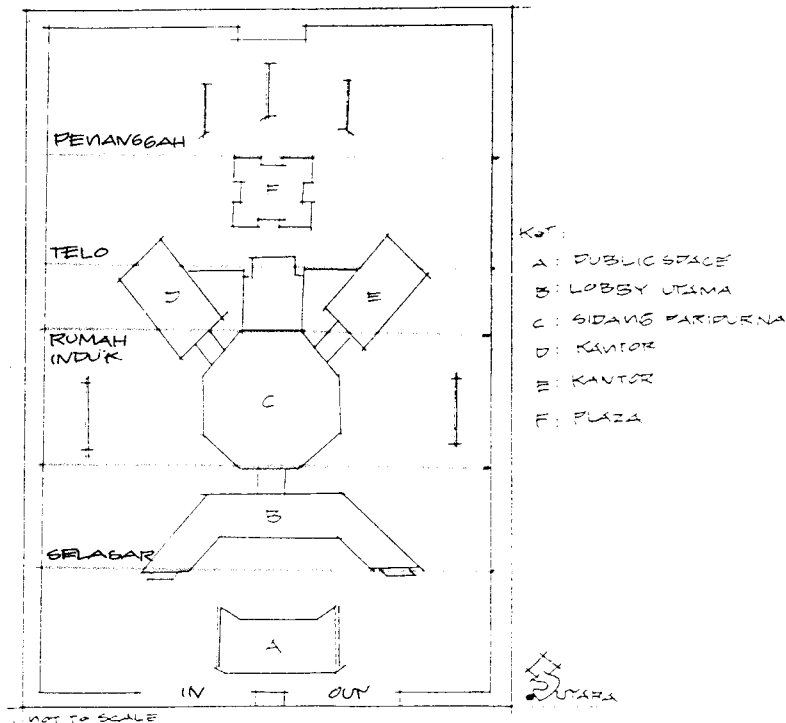 PENANGGAH
F
TELO
D
E
RUMAH
INDUK
C
B
SELASAR
A
IN
OUN
NOT TO SCALE
Ket :
A : PUBLIC SPACE
B : LOBBY UTAMA
C : SIDANG PARIPURNA
D : KANTOR
E : KANTOR
F : PLAZA
UTARA